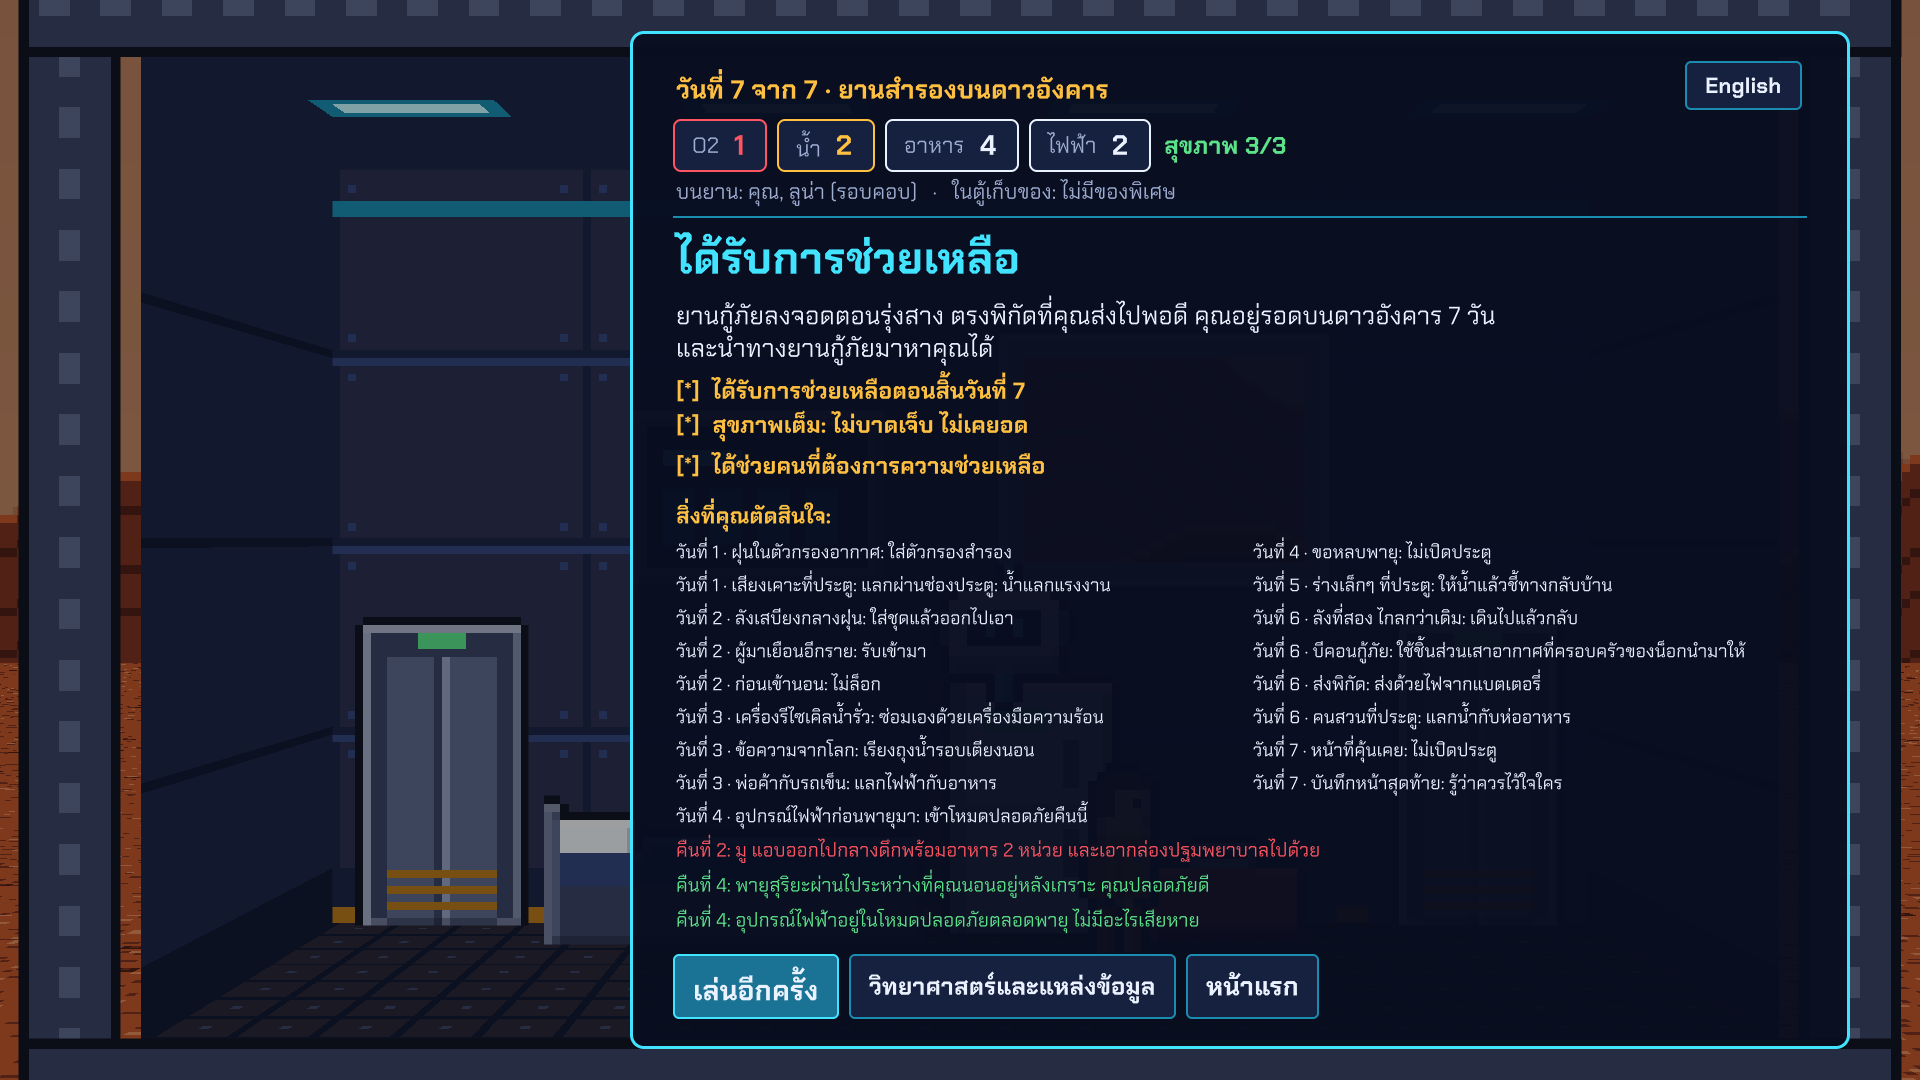 วันที่ 7 จาก 7 · ยานสำรองบนดาวอังคาร
English
O2 1 น้ำ 2 อาหาร 4 ไฟฟ้า 2 สุขภาพ 3/3
บนยาน: คุณ, ลูน่า (รอบคอบ) · ในตู้เก็บของ: ไม่มีของพิเศษ
ได้รับการช่วยเหลือ
ยานกู้ภัยลงจอดตอนรุ่งสาง ตรงพิกัดที่คุณส่งไปพอดี คุณอยู่รอดบนดาวอังคาร 7 วัน
และนำทางยานกู้ภัยมาหาคุณได้
[*] ได้รับการช่วยเหลือตอนสิ้นวันที่ 7
[*] สุขภาพเต็ม: ไม่บาดเจ็บ ไม่เคยอด
[*] ได้ช่วยคนที่ต้องการความช่วยเหลือ
สิ่งที่คุณตัดสินใจ:
วันที่ 1 · ฝุ่นในตัวกรองอากาศ: ใส่ตัวกรองสำรอง
วันที่ 1 · เสียงเคาะที่ประตู: แลกผ่านช่องประตู: น้ำแลกแรงงาน
วันที่ 2 · ลังเสบียงกลางฝุ่น: ใส่ชุดแล้วออกไปเอา
วันที่ 2 · ผู้มาเยือนอีกราย: รับเข้ามา
วันที่ 2 · ก่อนเข้านอน: ไม่ล็อก
วันที่ 3 · เครื่องรีไซเคิลน้ำรั่ว: ซ่อมเองด้วยเครื่องมือความร้อน
วันที่ 3 · ข้อความจากโลก: เรียงถุงน้ำรอบเตียงนอน
วันที่ 3 · พ่อค้ากับรถเข็น: แลกไฟฟ้ากับอาหาร
วันที่ 4 · อุปกรณ์ไฟฟ้าก่อนพายุมา: เข้าโหมดปลอดภัยคืนนี้
วันที่ 4 · ขอหลบพายุ: ไม่เปิดประตู
วันที่ 5 · ร่างเล็กๆ ที่ประตู: ให้น้ำแล้วชี้ทางกลับบ้าน
วันที่ 6 · ลังที่สอง ไกลกว่าเดิม: เดินไปแล้วกลับ
วันที่ 6 · บีคอนกู้ภัย: ใช้ชิ้นส่วนเสาอากาศที่ครอบครัวของน็อกนำมาให้
วันที่ 6 · ส่งพิกัด: ส่งด้วยไฟจากแบตเตอรี่
วันที่ 6 · คนสวนที่ประตู: แลกน้ำกับห่ออาหาร
วันที่ 7 · หน้าที่คุ้นเคย: ไม่เปิดประตู
วันที่ 7 · บันทึกหน้าสุดท้าย: รู้ว่าควรไว้ใจใคร
คืนที่ 2: มู แอบออกไปกลางดึกพร้อมอาหาร 2 หน่วย และเอากล่องปฐมพยาบาลไปด้วย
คืนที่ 4: พายุสุริยะผ่านไประหว่างที่คุณนอนอยู่หลังเกราะ คุณปลอดภัยดี
คืนที่ 4: อุปกรณ์ไฟฟ้าอยู่ในโหมดปลอดภัยตลอดพายุ ไม่มีอะไรเสียหาย
เล่นอีกครั้ง
วิทยาศาสตร์และแหล่งข้อมูล
หน้าแรก